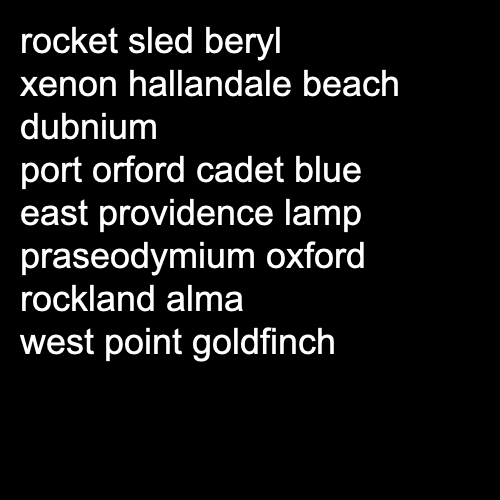 rocket sled beryl
xenon hallandale beach
dubnium
port orford cadet blue
east providence lamp
praseodymium oxford
rockland alma
west point goldfinch